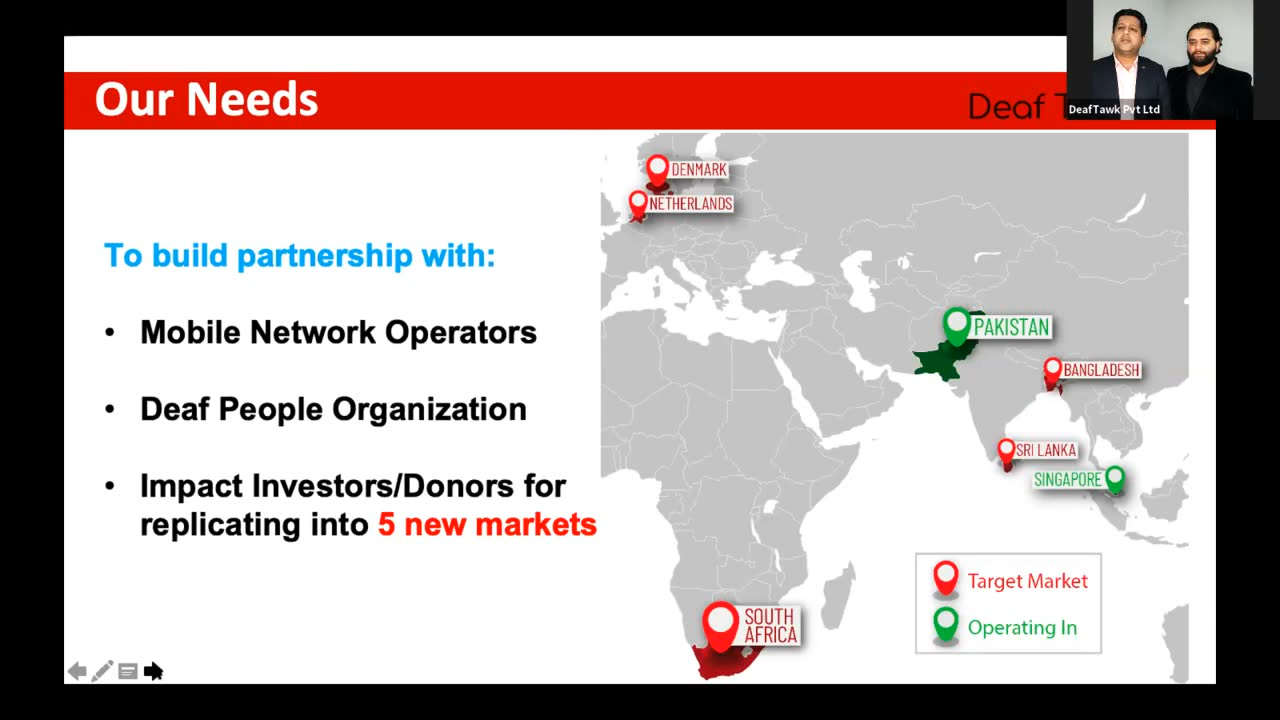 Our Needs
Deaf
DeafTawk Pvt Ltd
To build partnership with:
• Mobile Network Operators
• Deaf People Organization
• Impact Investors/Donors for
replicating into 5 new markets
DENMARK
NETHERLANDS
PAKISTAN
BANGLADESH
SRI LANKA
SINGAPORE
SOUTH
AFRICA
Target Market
Operating In